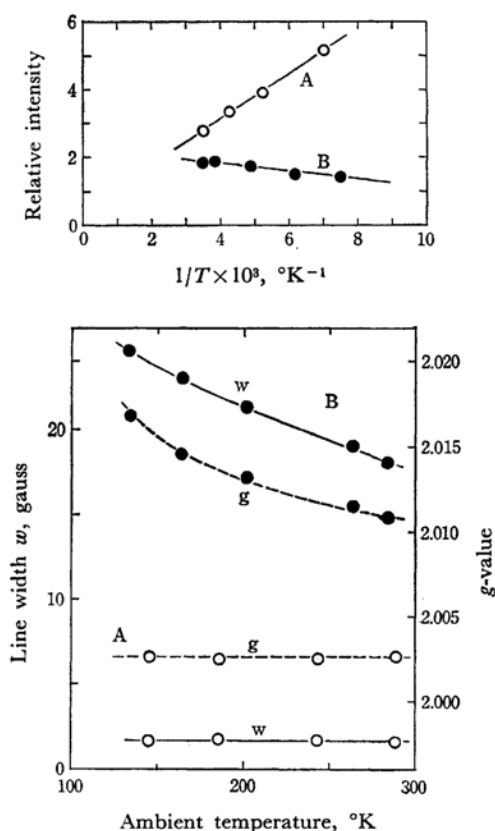 6
4
2
0
Relative intensity
A
B
0 2 4 6 8 10
1/T×10³, °K⁻¹
20
10
0
Line width w, gauss
w
B
g
A
g
w
2.020
2.015
2.010
2.005
2.000
g-value
100 200 300
Ambient temperature, °K